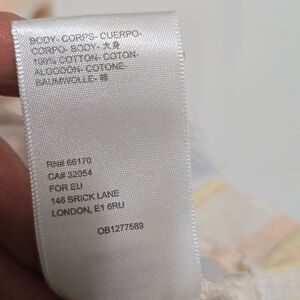 BODY- CORPS- CUERPO-
CORPO- BODY- 大身
100% COTTON- COTON-
ALGODÓN- COTONE-
BAUMWOLLE- 棉
RN# 66170
CA# 32054
FOR EU
146 BRICK LANE
LONDON, E1 6RU
OB1277589